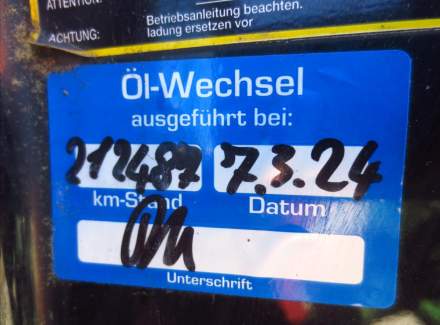 ATTENTION:
Betriebsanleitung beachten.
ACHTUNG: ladung ersetzen vor
Öl-Wechsel
ausgeführt bei:
212487 7.3.24
km-Stand Datum
Unterschrift